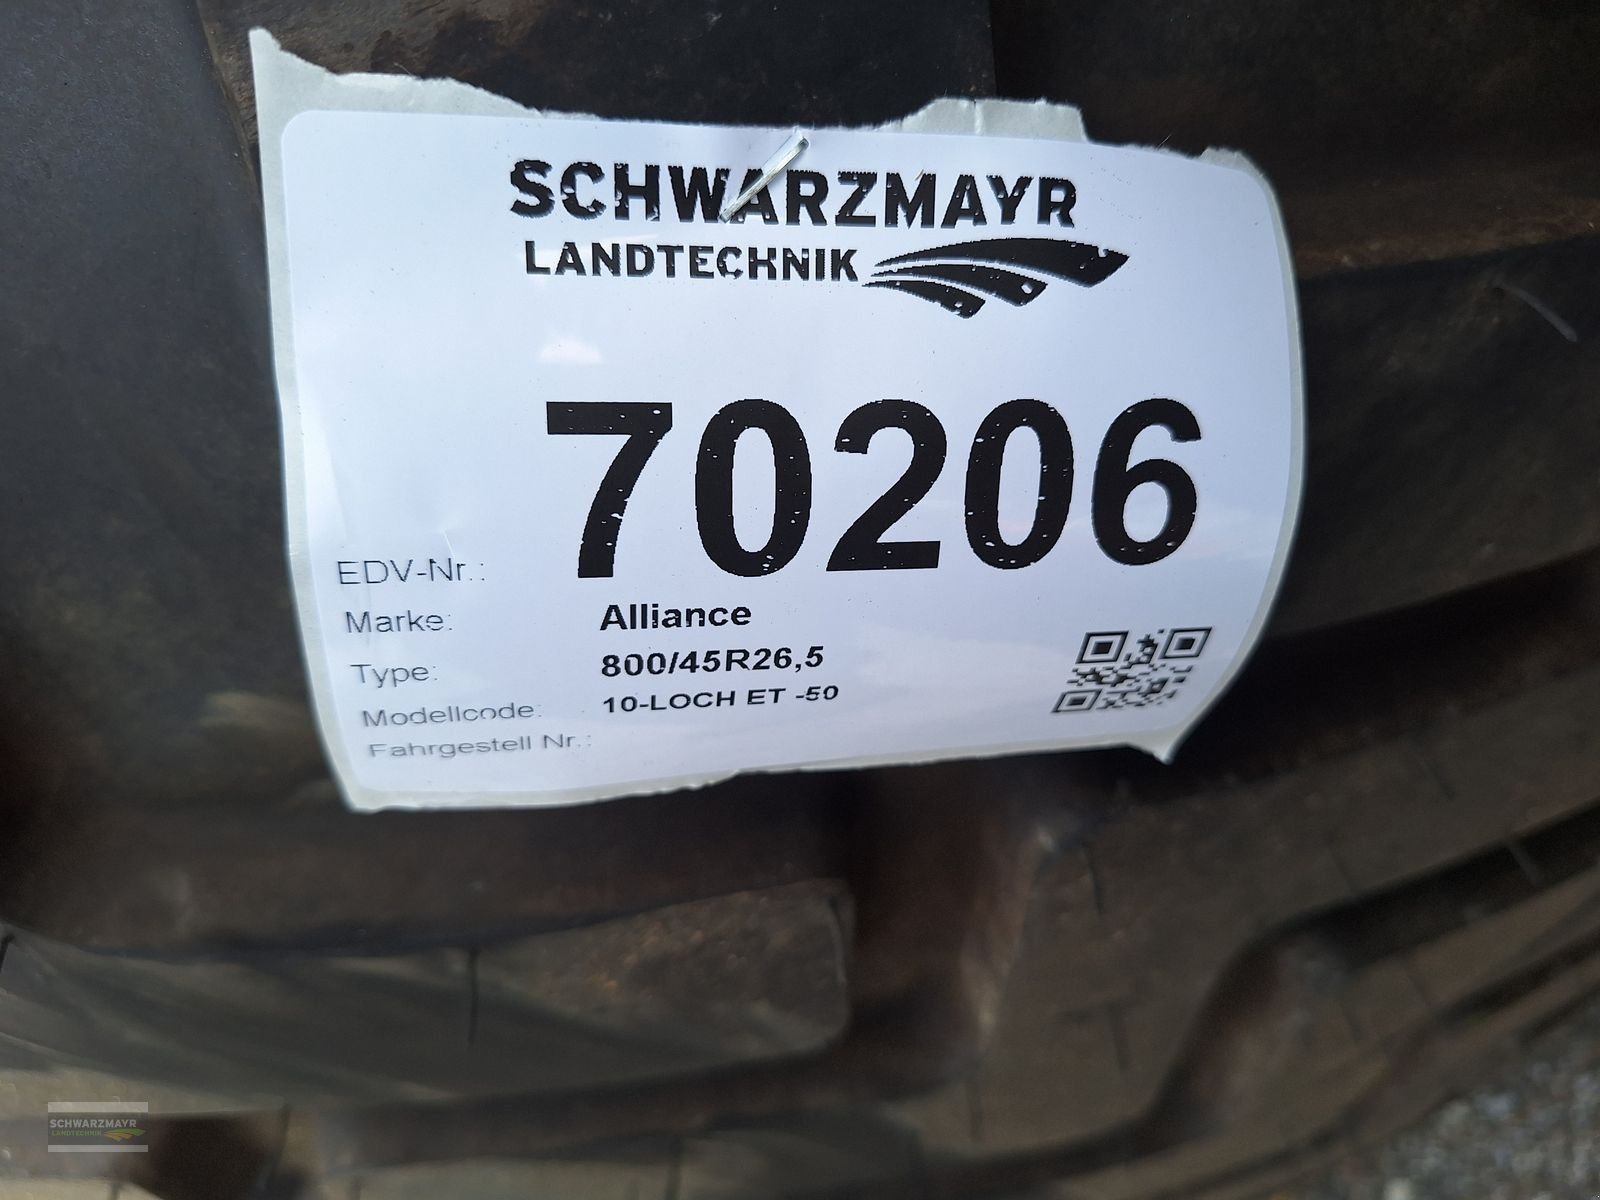 SCHWARZMAYR
LANDTECHNIK
EDV-Nr.: 70206
Marke: Alliance
Type: 800/45R26,5
Modellcode: 10-LOCH ET -50
Fahrgestell Nr.:
SCHWARZMAYR
LANDTECHNIK